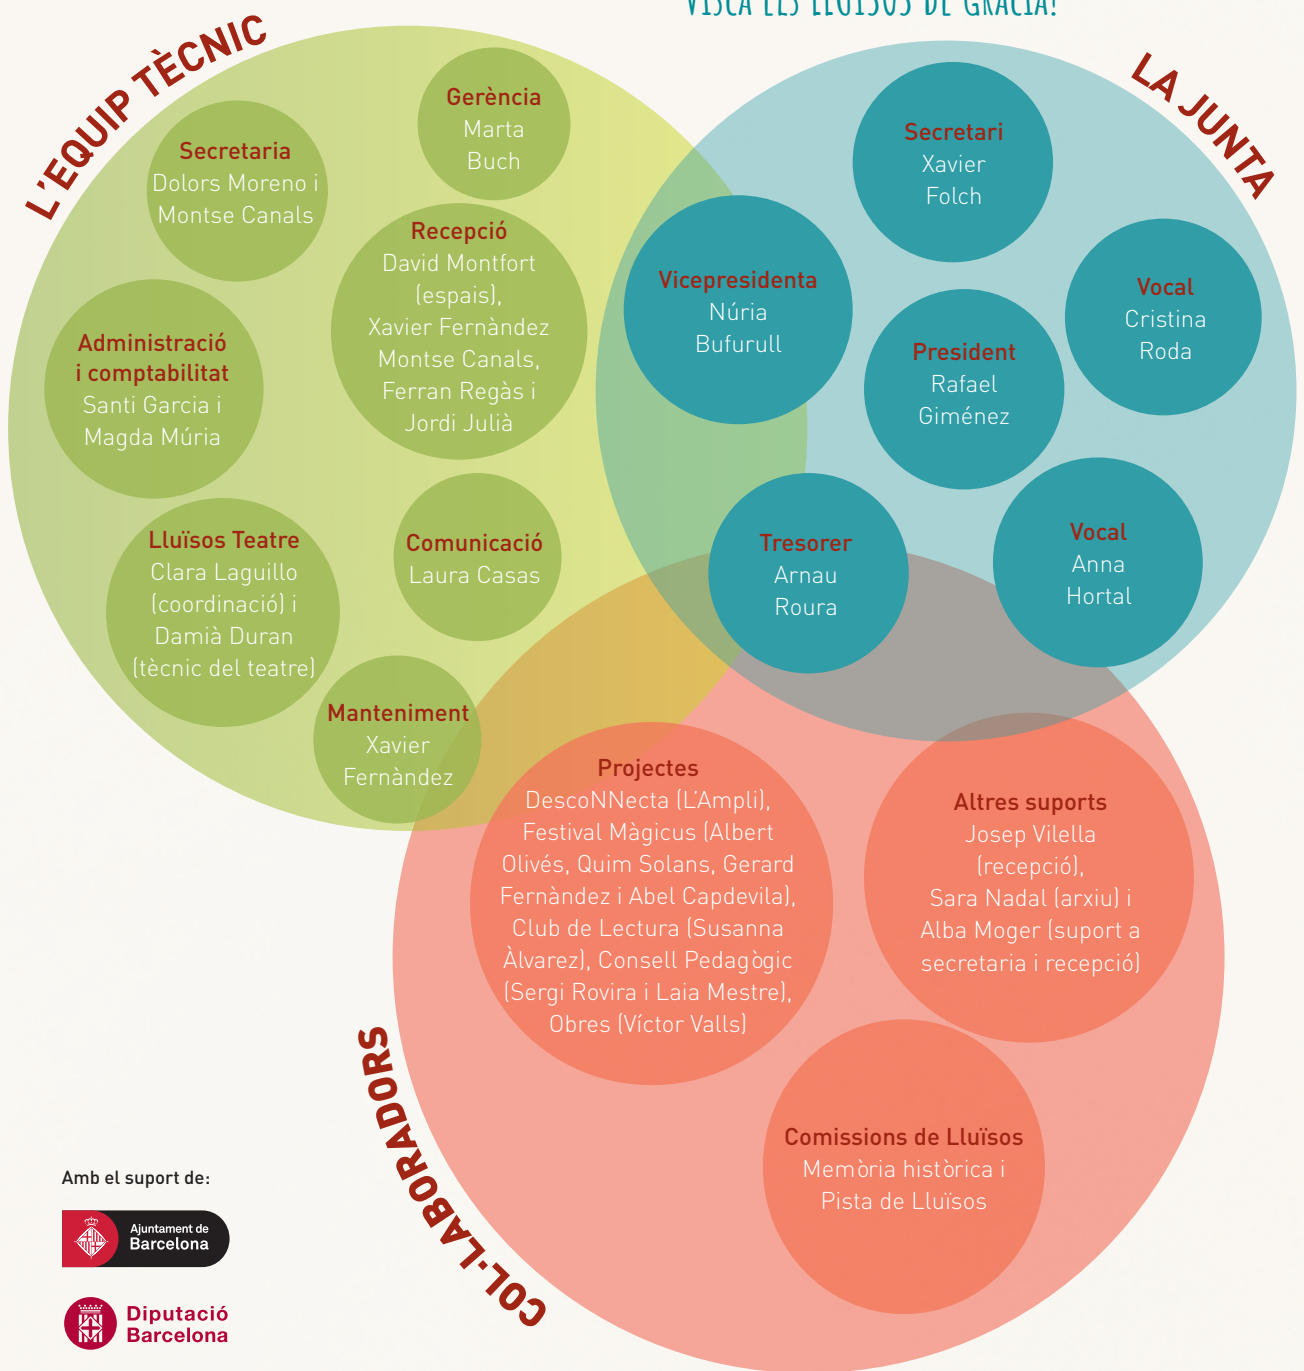 VISCA ELS LLUÏSOS DE GRÀCIA!
L'EQUIP TÈCNIC
Gerència
Marta
Buch
Secretaria
Dolors Moreno i
Montse Canals
Recepció
David Montfort
(espais),
Xavier Fernàndez
Montse Canals,
Ferran Regàs i
Jordi Julià
Administració
i comptabilitat
Santi Garcia i
Magda Múria
Lluïsos Teatre
Clara Laguillo
(coordinació) i
Damià Duran
(tècnic del teatre)
Comunicació
Laura Casas
Manteniment
Xavier
Fernàndez
LA JUNTA
Secretari
Xavier
Folch
Vicepresidenta
Núria
Bufurull
Vocal
Cristina
Roda
President
Rafael
Giménez
Tresorer
Arnau
Roura
Vocal
Anna
Hortal
COL·LABORADORS
Projectes
DescoNNecta (L'Ampli),
Festival Màgicus (Albert
Olivés, Quim Solans, Gerard
Fernàndez i Abel Capdevila),
Club de Lectura (Susanna
Àlvarez), Consell Pedagògic
(Sergi Rovira i Laia Mestre),
Obres (Víctor Valls)
Altres suports
Josep Vilella
(recepció),
Sara Nadal (arxiu) i
Alba Moger (suport a
secretaria i recepció)
Comissions de Lluïsos
Memòria històrica i
Pista de Lluïsos
Amb el suport de:
Ajuntament de
Barcelona
Diputació
Barcelona